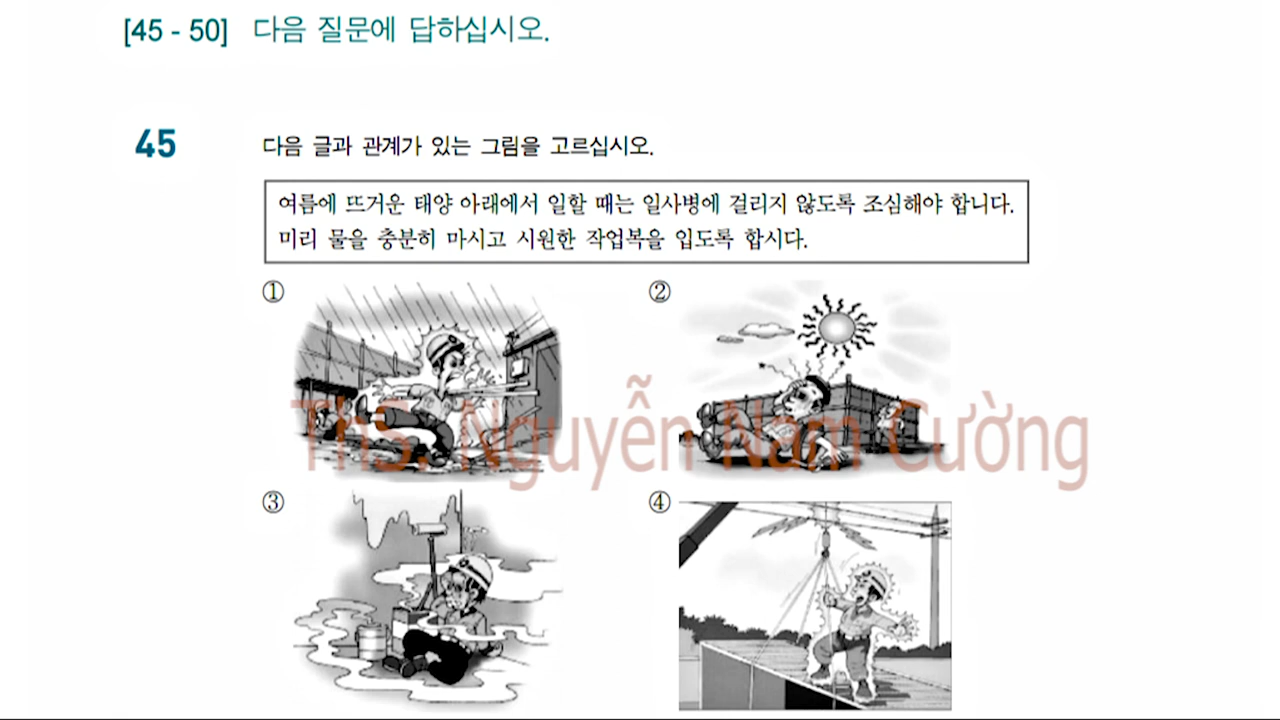 [45 - 50] 다음 질문에 답하십시오.
45 다음 글과 관계가 있는 그림을 고르십시오.
여름에 뜨거운 태양 아래에서 일할 때는 일사병에 걸리지 않도록 조심해야 합니다.
미리 물을 충분히 마시고 시원한 작업복을 입도록 합시다.
① ②
ThS. Nguyễn Nam Cường
③ ④